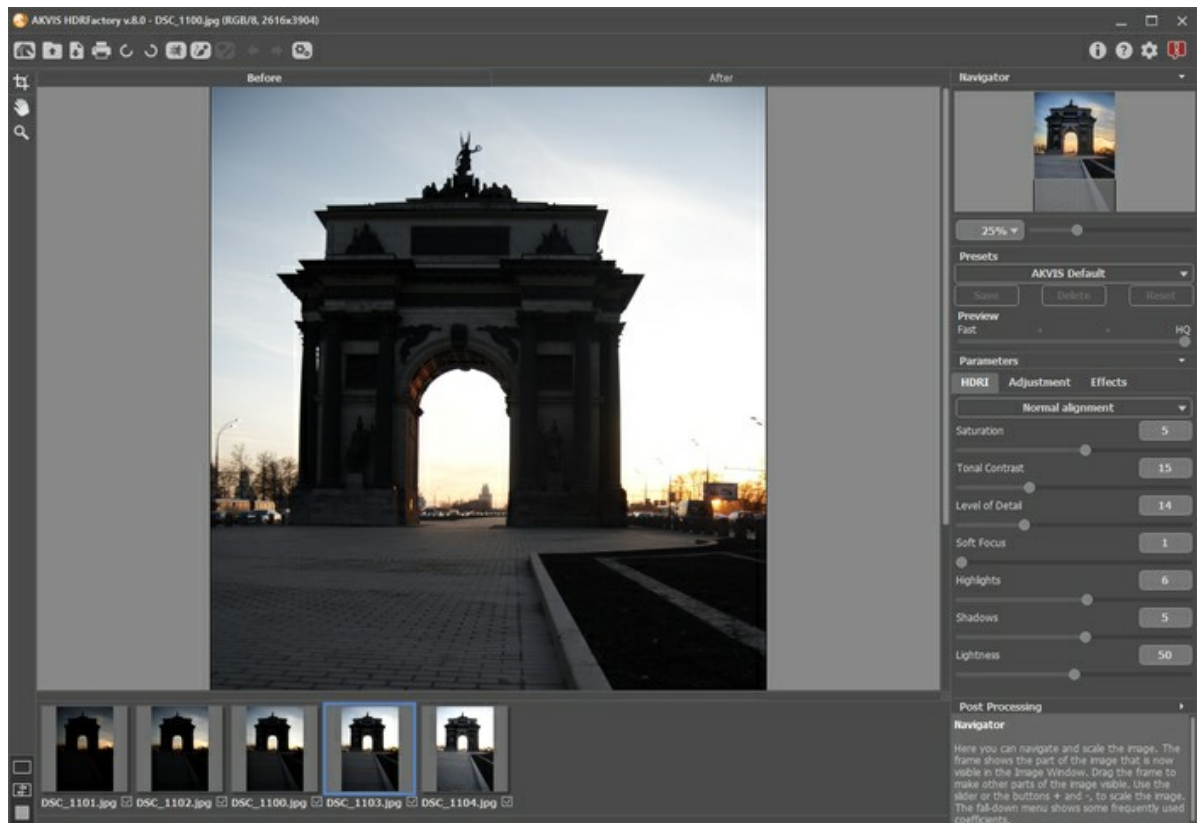 AKVIS HDRFactory v.8.0 - DSC_1100.jpg (RGB/8, 2616x3904)
Before
After
Navigator
25%
Presets
AKVIS Default
Save Delete Reset
Preview
Fast HQ
Parameters
HDRI Adjustment Effects
Normal alignment
Saturation 5
Tonal Contrast 15
Level of Detail 14
Soft Focus 1
Highlights 6
Shadows 5
Lightness 50
Post Processing
Navigator
Here you can navigate and scale the image. The
frame shows the part of the image that is now
visible in the Image Window. Drag the frame to
make other parts of the image visible. Use the
slider or the buttons + and -, to scale the image.
The fall-down menu shows some frequently used
coefficients.
DSC_1101.jpg DSC_1102.jpg DSC_1100.jpg DSC_1103.jpg DSC_1104.jpg